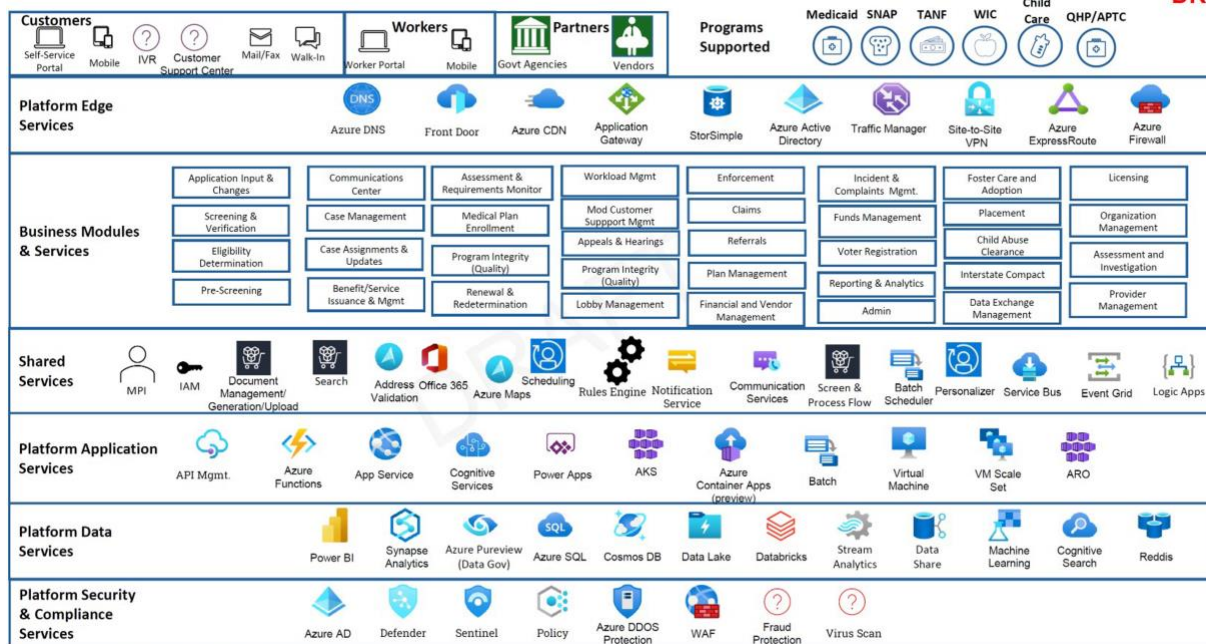 Customers
Self-Service
Portal
Mobile
IVR
Customer
Support Center
Mail/Fax
Walk-In
Workers
Worker Portal
Mobile
Partners
Govt Agencies
Vendors
Programs
Supported
Medicaid
SNAP
TANF
WIC
Child
Care
QHP/APTC
Platform Edge
Services
DNS
Azure DNS
Front Door
Azure CDN
Application
Gateway
StorSimple
Azure Active
Directory
Traffic Manager
Site-to-Site
VPN
Azure
ExpressRoute
Azure
Firewall
Business Modules
& Services
Application Input &
Changes
Screening &
Verification
Eligibility
Determination
Pre-Screening
Communications
Center
Case Management
Case Assignments &
Updates
Benefit/Service
Issuance & Mgmt
Assessment &
Requirements Monitor
Medical Plan
Enrollment
Program Integrity
(Quality)
Renewal &
Redetermination
Workload Mgmt
Mod Customer
Suppport Mgmt
Appeals & Hearings
Program Integrity
(Quality)
Lobby Management
Enforcement
Claims
Referrals
Plan Management
Financial and Vendor
Management
Incident &
Complaints Mgmt.
Funds Management
Voter Registration
Reporting & Analytics
Admin
Foster Care and
Adoption
Placement
Child Abuse
Clearance
Interstate Compact
Data Exchange
Management
Licensing
Organization
Management
Assessment and
Investigation
Provider
Management
DRAFT
Shared
Services
MPI
IAM
Document
Management/
Generation/Upload
Search
Address
Validation
Office 365
Azure Maps
Scheduling
Rules Engine
Notification
Service
Communication
Services
Screen &
Process Flow
Batch
Scheduler
Personalizer
Service Bus
Event Grid
Logic Apps
Platform Application
Services
API Mgmt.
Azure
Functions
App Service
Cognitive
Services
Power Apps
AKS
Azure
Container Apps
(preview)
Batch
Virtual
Machine
VM Scale
Set
ARO
Platform Data
Services
Power BI
Synapse
Analytics
Azure Pureview
(Data Gov)
SQL
Azure SQL
Cosmos DB
Data Lake
Databricks
Stream
Analytics
Data
Share
Machine
Learning
Cognitive
Search
Reddis
Platform Security
& Compliance
Services
Azure AD
Defender
Sentinel
Policy
Azure DDOS
Protection
WAF
Fraud
Protection
Virus Scan